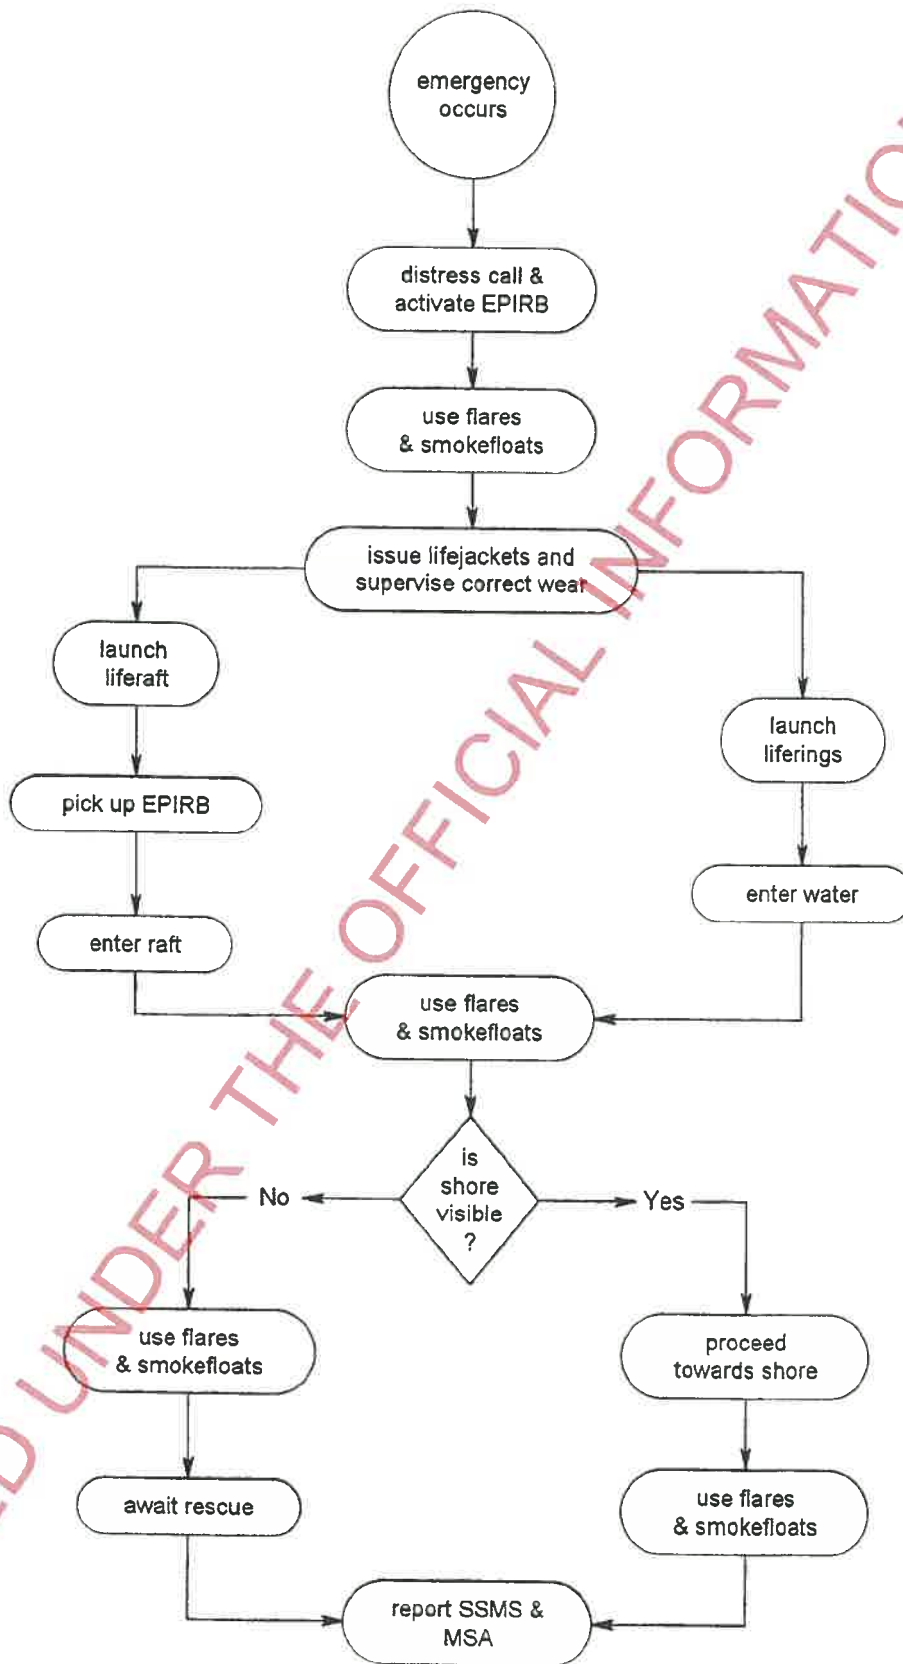 emergency
occurs
distress call &
activate EPIRB
use flares
& smokefloats
issue lifejackets and
supervise correct wear
launch
liferaft
launch
liferings
pick up EPIRB
enter water
enter raft
use flares
& smokefloats
is
shore
visible
?
No
Yes
use flares
& smokefloats
proceed
towards shore
await rescue
use flares
& smokefloats
report SSMS &
MSA
UNDER THE OFFICIAL INFORMATION